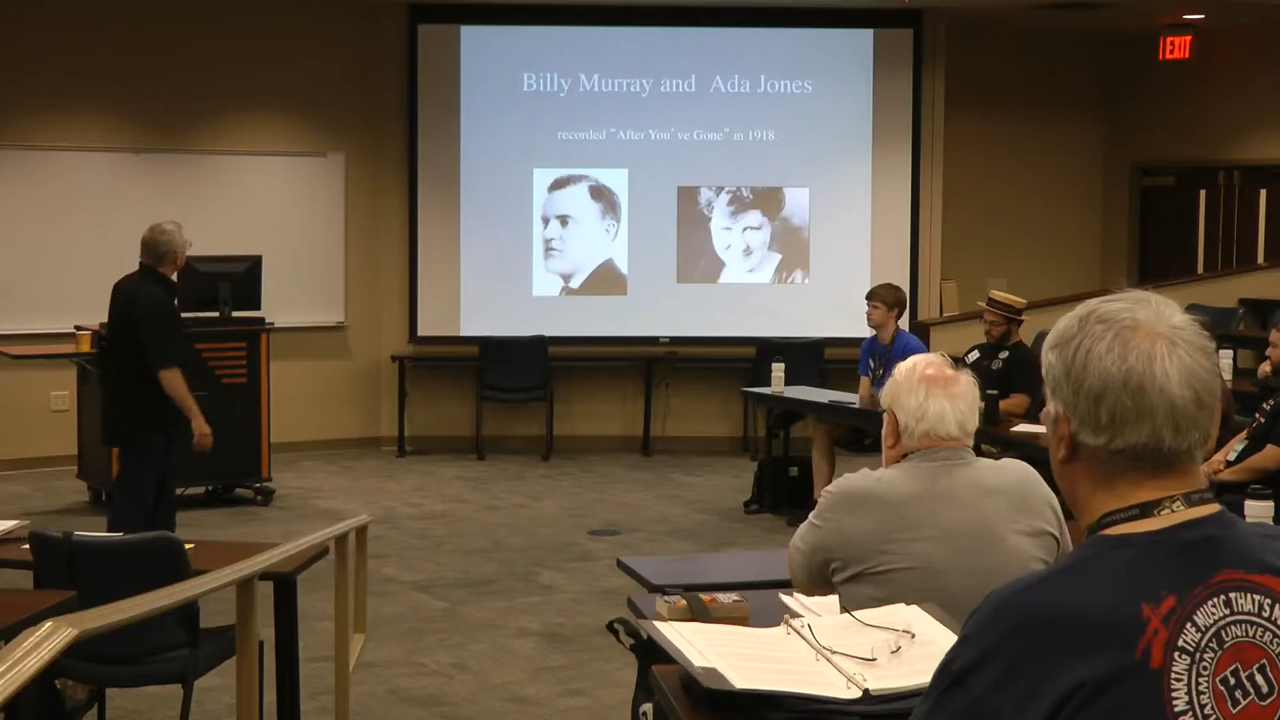 Billy Murray and Ada Jones
recorded "After You've Gone" in 1918
EXIT
MAKING THE MUSIC THAT'S
HARMONY UNIVERSI
HU